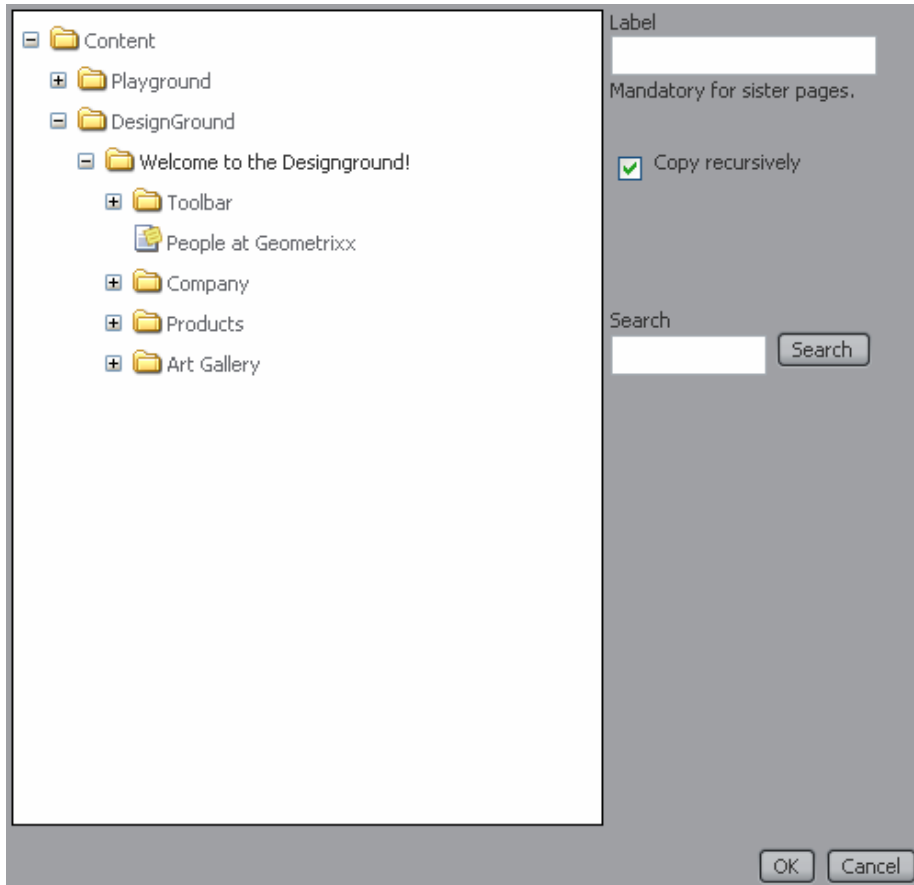 Content
Playground
DesignGround
Welcome to the Designground!
Toolbar
People at Geometrixx
Company
Products
Art Gallery
Label
Mandatory for sister pages.
Copy recursively
Search
Search
OK
Cancel